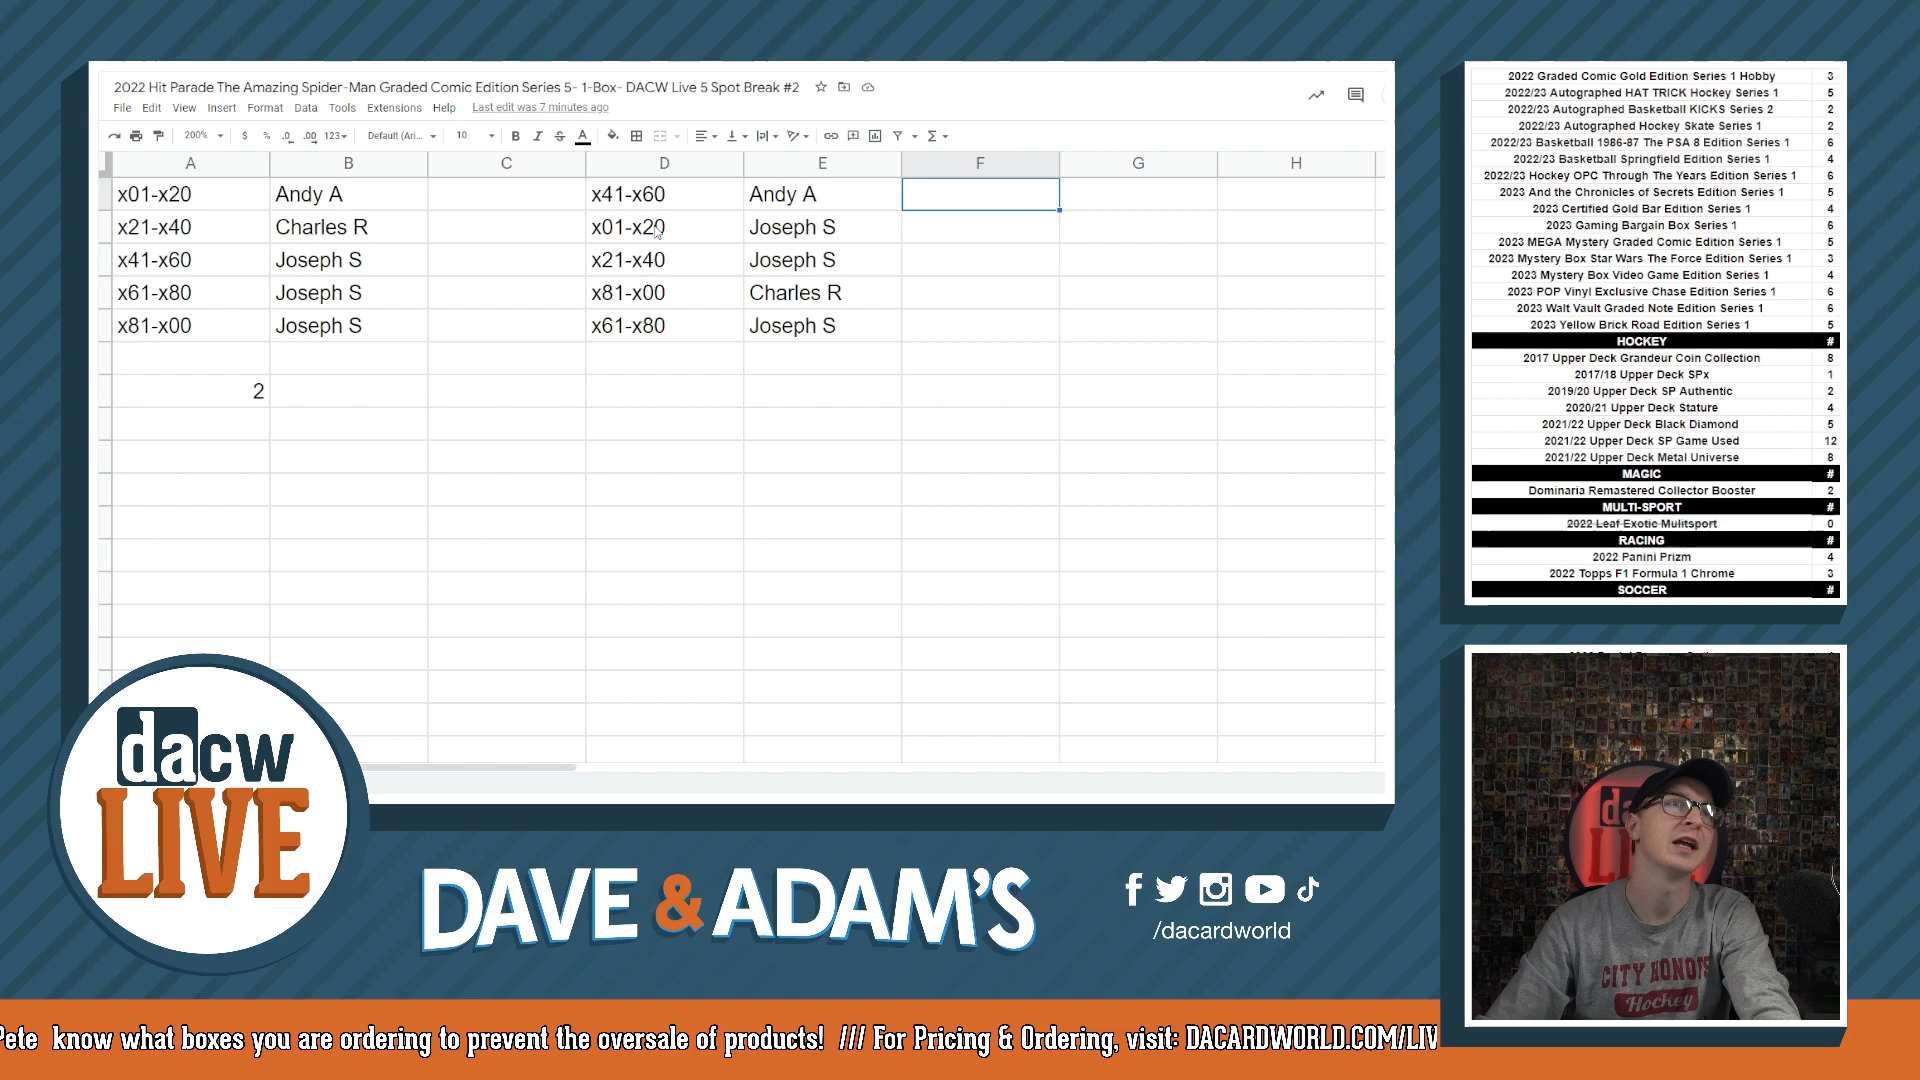 2022 Hit Parade The Amazing Spider-Man Graded Comic Edition Series 5- 1-Box- DACW Live 5 Spot Break #2
File Edit View Insert Format Data Tools Extensions Help Last edit was 7 minutes ago
200% $ % .0 .00 123 Default (Ari... 10 B I S A
A B C D E F G H
x01-x20 Andy A x41-x60 Andy A
x21-x40 Charles R x01-x20 Joseph S
x41-x60 Joseph S x21-x40 Joseph S
x61-x80 Joseph S x81-x00 Charles R
x81-x00 Joseph S x61-x80 Joseph S
2
2022 Graded Comic Gold Edition Series 1 Hobby 3
2022/23 Autographed HAT TRICK Hockey Series 1 5
2022/23 Autographed Basketball KICKS Series 2 2
2022/23 Autographed Hockey Skate Series 1 2
2022/23 Basketball 1986-87 The PSA 8 Edition Series 1 6
2022/23 Basketball Springfield Edition Series 1 4
2022/23 Hockey OPC Through The Years Edition Series 1 6
2023 And the Chronicles of Secrets Edition Series 1 5
2023 Certified Gold Bar Edition Series 1 4
2023 Gaming Bargain Box Series 1 6
2023 MEGA Mystery Graded Comic Edition Series 1 5
2023 Mystery Box Star Wars The Force Edition Series 1 3
2023 Mystery Box Video Game Edition Series 1 4
2023 POP Vinyl Exclusive Chase Edition Series 1 6
2023 Walt Vault Graded Note Edition Series 1 6
2023 Yellow Brick Road Edition Series 1 5
HOCKEY #
2017 Upper Deck Grandeur Coin Collection 8
2017/18 Upper Deck SPx 1
2019/20 Upper Deck SP Authentic 2
2020/21 Upper Deck Stature 4
2021/22 Upper Deck Black Diamond 5
2021/22 Upper Deck SP Game Used 12
2021/22 Upper Deck Metal Universe 8
MAGIC #
Dominaria Remastered Collector Booster 2
MULTI-SPORT #
2022 Leaf Exotic Mulitsport 0
RACING #
2022 Panini Prizm 4
2022 Topps F1 Formula 1 Chrome 3
SOCCER #
dacw
LIVE
DAVE & ADAM'S
/dacardworld
CITY HONORS
Hockey
Pete know what boxes you are ordering to prevent the oversale of products! /// For Pricing & Ordering, visit: DACARDWORLD.COM/LIV